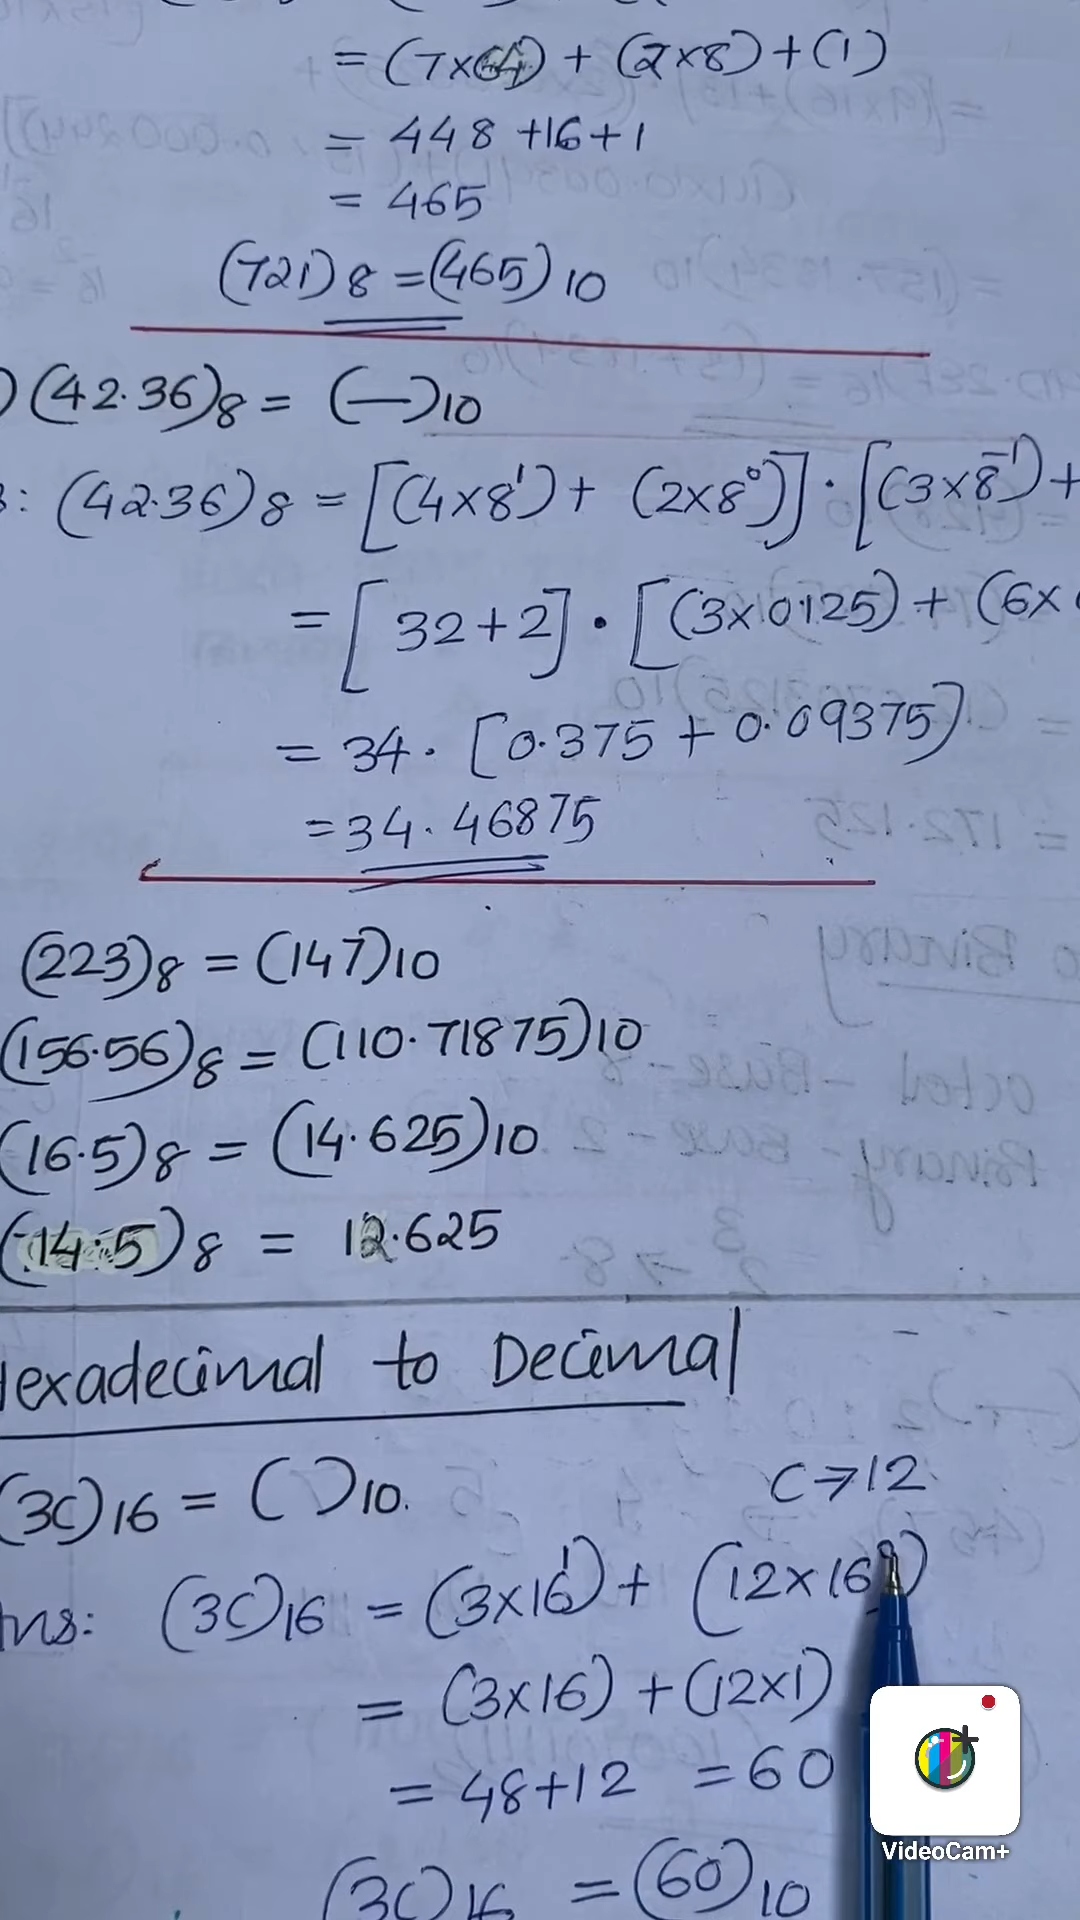 = (7×64) + (2×8) + (1)
= 448 +16+1
= 465
(721)8 = (465)10
) (42.36)8 = (—)10
: (42.36)8 = [(4×8¹) + (2×8⁰)] . [(3×8⁻¹) +
= [32+2] . [(3×0.125) + (6×
= 34 . [0.375 + 0.09375)
= 34.46875
(223)8 = (147)10
(156.56)8 = (110.71875)10
(16.5)8 = (14.625)10
(14.5)8 = 12.625
Hexadecimal to Decimal
(3C)16 = ( )10.
C→12
Ans: (3C)16 = (3×16¹) + (12×16⁰)
= (3×16) + (12×1)
= 48+12 = 60
(3C)16 = (60)10
VideoCam+